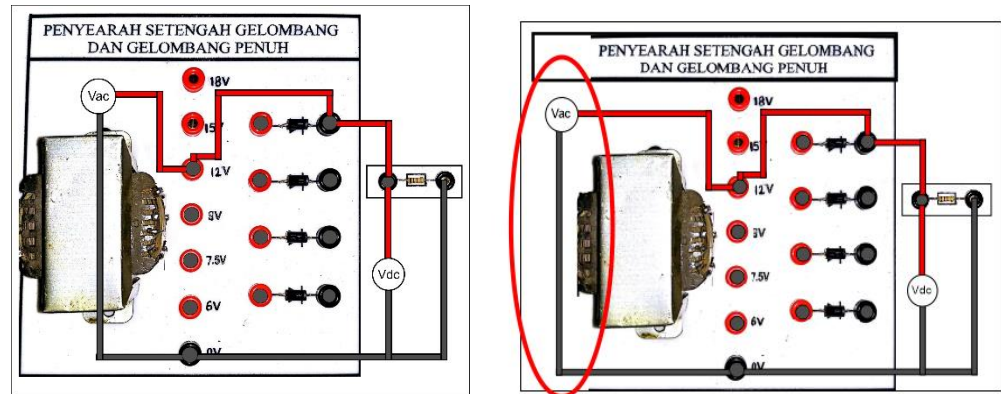 PENYEARAH SETENGAH GELOMBANG
DAN GELOMBANG PENUH
18V
Vac
15V
12V
9V
7.5V
Vdc
6V
0V
PENYEARAH SETENGAH GELOMBANG
DAN GELOMBANG PENUH
18V
Vac
15V
12V
9V
7.5V
Vdc
6V
0V